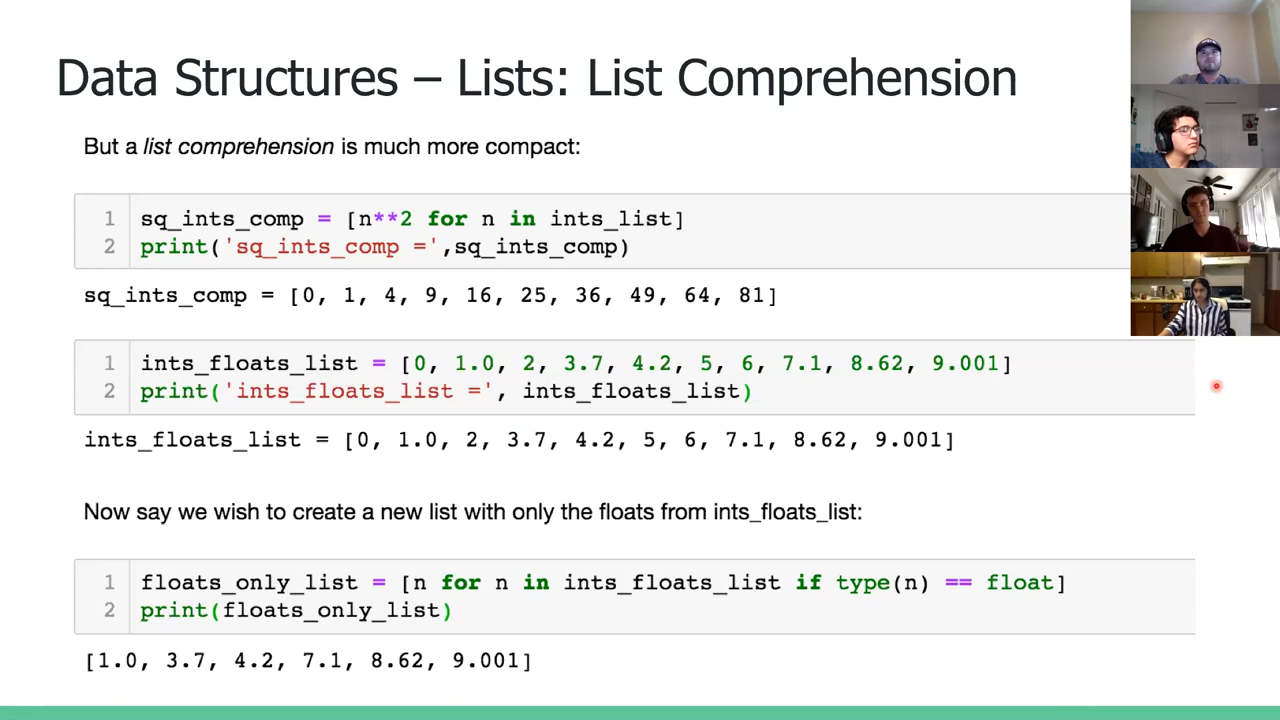 Data Structures – Lists: List Comprehension
But a list comprehension is much more compact:
1 sq_ints_comp = [n**2 for n in ints_list]
2 print('sq_ints_comp =',sq_ints_comp)
sq_ints_comp = [0, 1, 4, 9, 16, 25, 36, 49, 64, 81]
1 ints_floats_list = [0, 1.0, 2, 3.7, 4.2, 5, 6, 7.1, 8.62, 9.001]
2 print('ints_floats_list =', ints_floats_list)
ints_floats_list = [0, 1.0, 2, 3.7, 4.2, 5, 6, 7.1, 8.62, 9.001]
Now say we wish to create a new list with only the floats from ints_floats_list:
1 floats_only_list = [n for n in ints_floats_list if type(n) == float]
2 print(floats_only_list)
[1.0, 3.7, 4.2, 7.1, 8.62, 9.001]